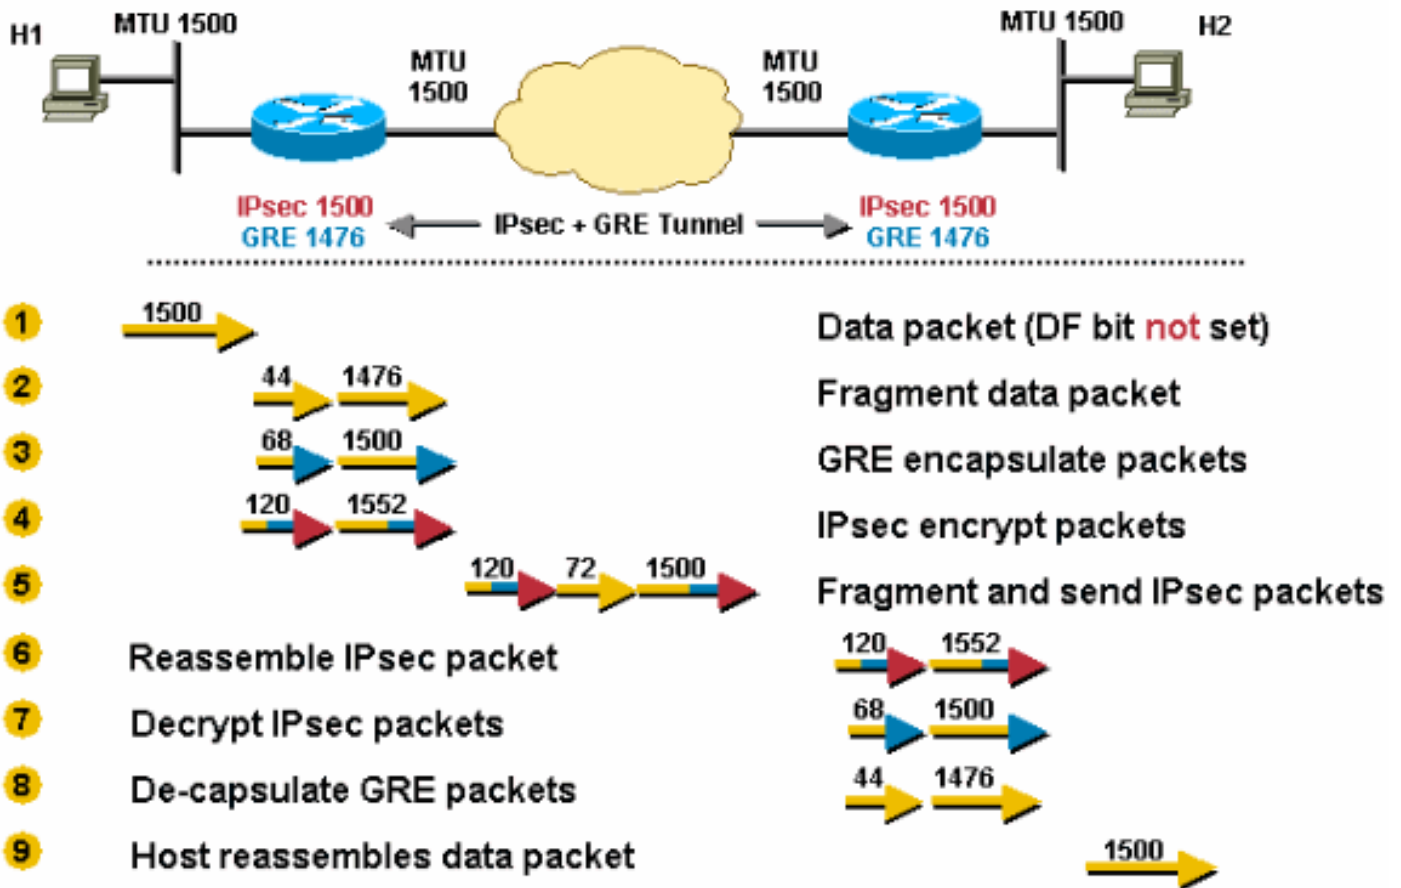 H1 MTU 1500 MTU 1500 H2
MTU 1500 MTU 1500
IPsec 1500 IPsec + GRE Tunnel IPsec 1500
GRE 1476 GRE 1476
1 1500 Data packet (DF bit not set)
2 44 1476 Fragment data packet
3 68 1500 GRE encapsulate packets
4 120 1552 IPsec encrypt packets
5 120 72 1500 Fragment and send IPsec packets
6 Reassemble IPsec packet 120 1552
7 Decrypt IPsec packets 68 1500
8 De-capsulate GRE packets 44 1476
9 Host reassembles data packet 1500